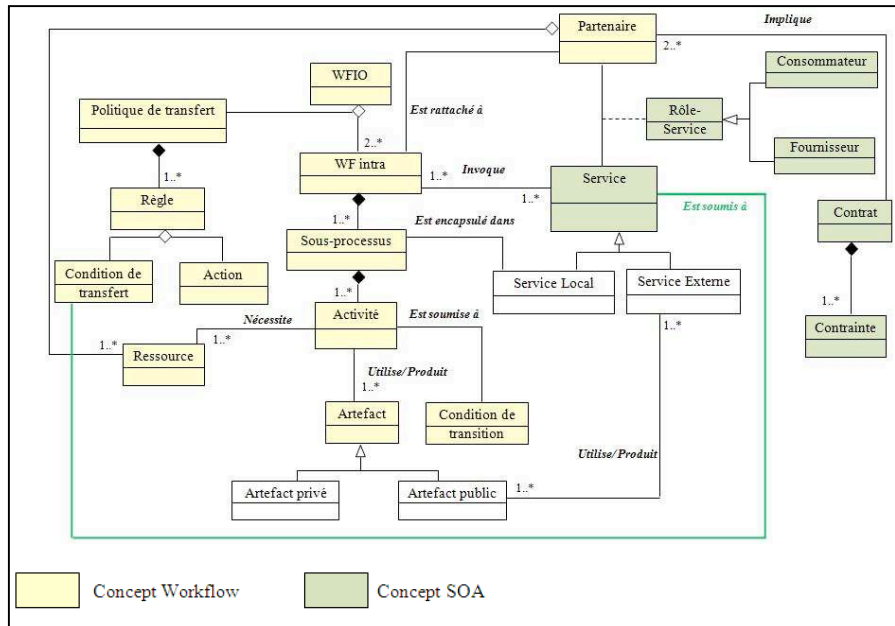 Partenaire
Implique
2..*
Consommateur
WFIO
Politique de transfert
Est rattaché à
Rôle-
Service
Fournisseur
2..*
1..*
WF intra
1..*
Invoque
1..*
Service
Règle
Est soumis à
Contrat
1..*
Est encapsulé dans
Sous-processus
Condition de
transfert
Action
Service Local
Service Externe
1..*
1..*
1..*
Activité
Est soumise à
Contrainte
Nécessite
1..*
1..*
Ressource
Utilise/Produit
1..*
Artefact
Condition de
transition
Utilise/Produit
Artefact privé
Artefact public
1..*
Concept Workflow
Concept SOA